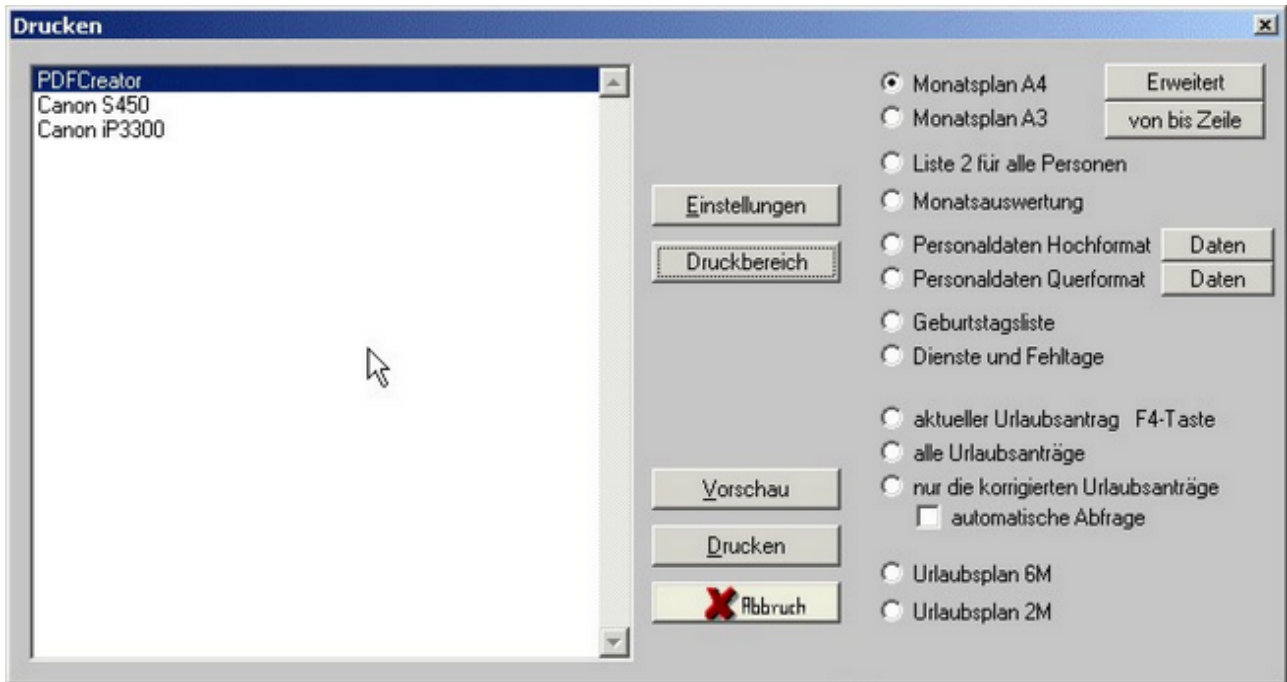 Drucken
PDFCreator
Canon S450
Canon iP3300
Einstellungen
Druckbereich
Vorschau
Drucken
Abbruch
Monatsplan A4
Erweitert
Monatsplan A3
von bis Zeile
Liste 2 für alle Personen
Monatsauswertung
Personaldaten Hochformat
Daten
Personaldaten Querformat
Daten
Geburtstagsliste
Dienste und Fehltage
aktueller Urlaubsantrag F4-Taste
alle Urlaubsanträge
nur die korrigierten Urlaubsanträge
automatische Abfrage
Urlaubsplan 6M
Urlaubsplan 2M